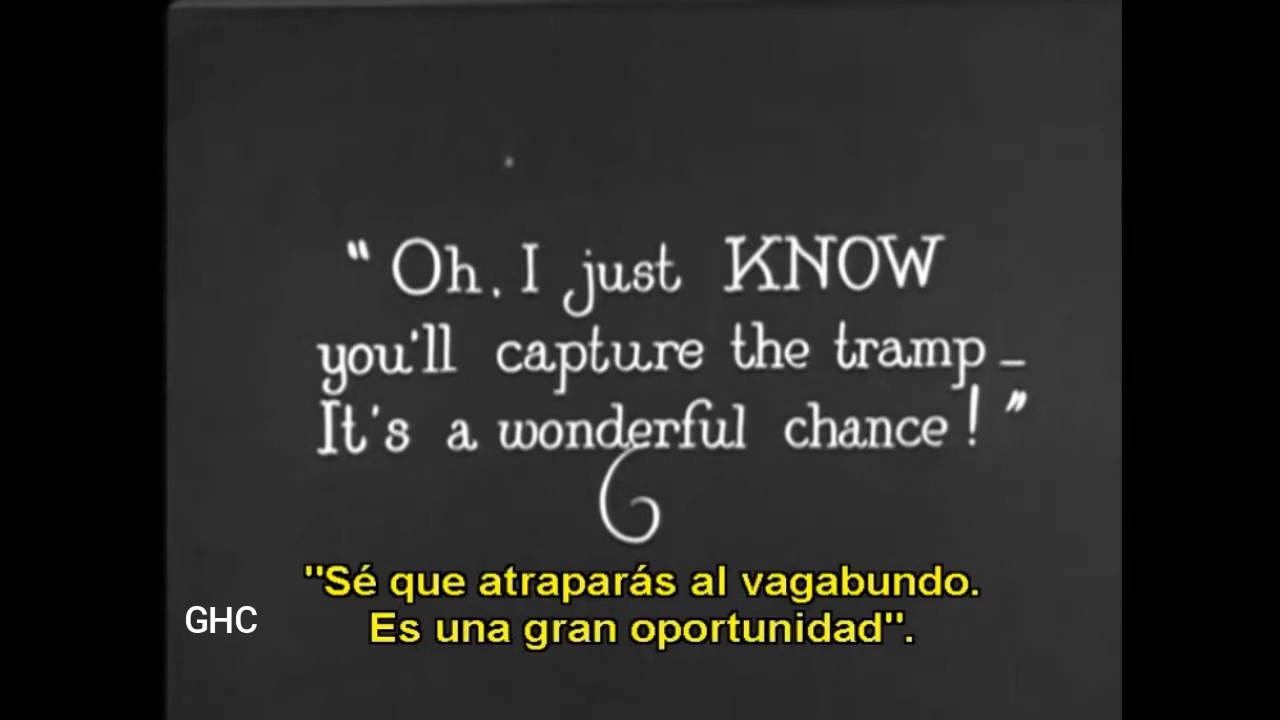 “Oh, I just KNOW
you'll capture the tramp –
It's a wonderful chance!”
"Sé que atraparás al vagabundo.
GHC
Es una gran oportunidad".